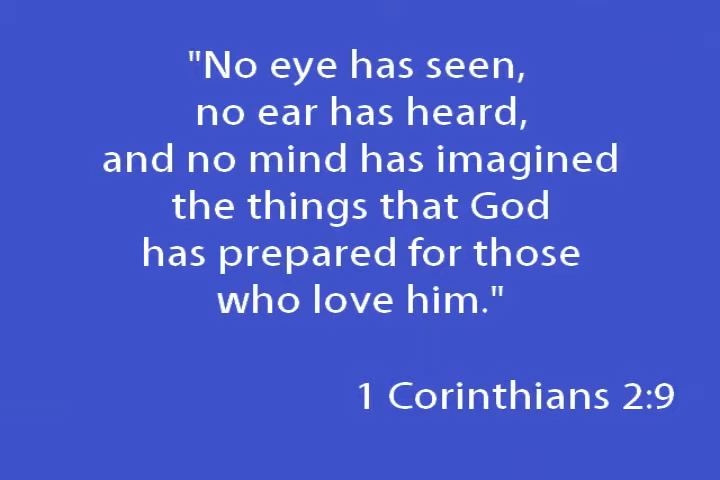 "No eye has seen,
no ear has heard,
and no mind has imagined
the things that God
has prepared for those
who love him."
1 Corinthians 2:9